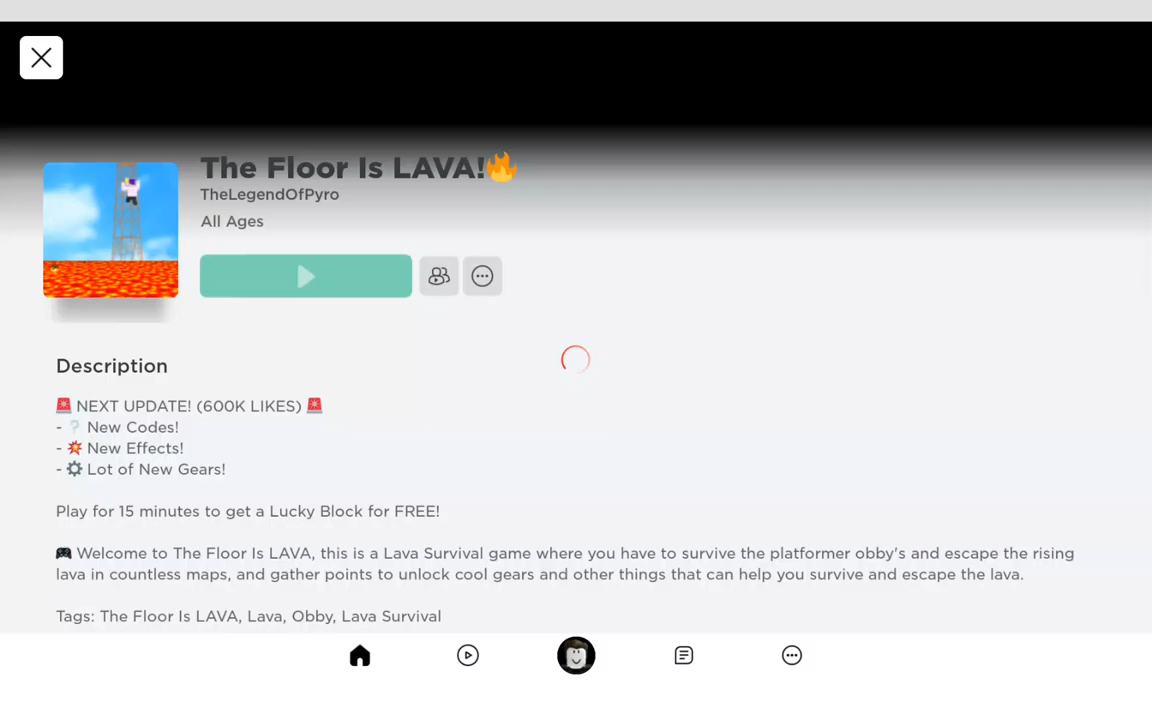 The Floor Is LAVA!🔥
TheLegendOfPyro
All Ages
Description
🚨 NEXT UPDATE! (600K LIKES) 🚨
- ❔ New Codes!
- 💥 New Effects!
- ⚙️ Lot of New Gears!
Play for 15 minutes to get a Lucky Block for FREE!
🎮 Welcome to The Floor Is LAVA, this is a Lava Survival game where you have to survive the platformer obby's and escape the rising
lava in countless maps, and gather points to unlock cool gears and other things that can help you survive and escape the lava.
Tags: The Floor Is LAVA, Lava, Obby, Lava Survival